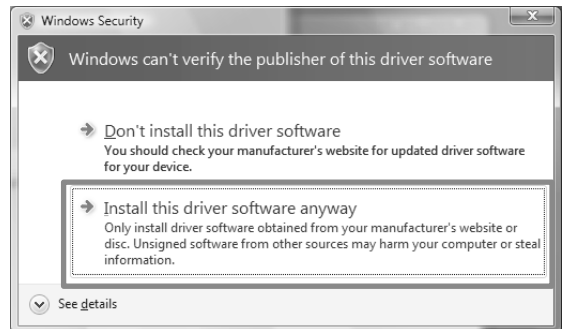 Windows Security
Windows can't verify the publisher of this driver software
Don't install this driver software
You should check your manufacturer's website for updated driver software
for your device.
Install this driver software anyway
Only install driver software obtained from your manufacturer's website or
disc. Unsigned software from other sources may harm your computer or steal
information.
See details